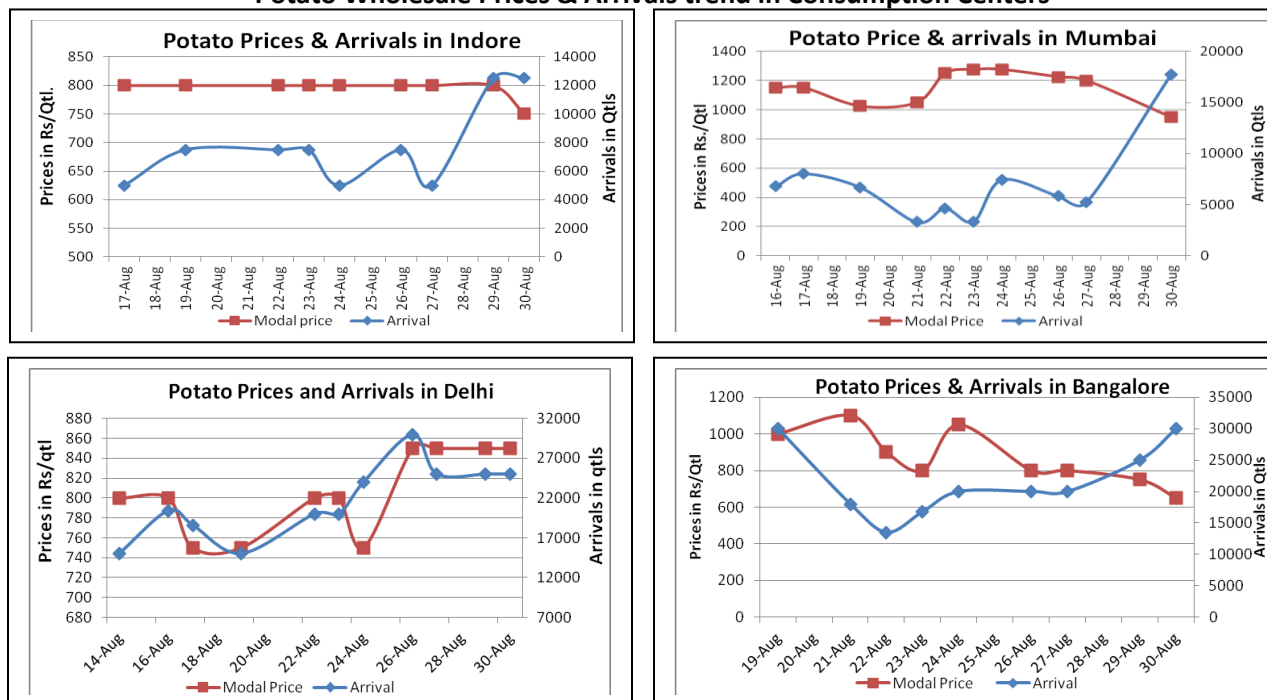 Potato Wholesale Prices & Arrivals trend in Consumption Centers
Potato Prices & Arrivals in Indore
Prices in Rs/Qtl.
850
800
750
700
650
600
550
500
14000
12000
10000
8000
6000
4000
2000
0
Arrivals in Qtls
17-Aug
18-Aug
19-Aug
20-Aug
21-Aug
22-Aug
23-Aug
24-Aug
25-Aug
26-Aug
27-Aug
28-Aug
29-Aug
30-Aug
Modal price
Arrival
Potato Price & arrivals in Mumbai
Prices in Rs./Qtl
1400
1200
1000
800
600
400
200
0
20000
15000
10000
5000
0
Arrivals in Qtls
16-Aug
17-Aug
18-Aug
19-Aug
20-Aug
21-Aug
22-Aug
23-Aug
24-Aug
25-Aug
26-Aug
27-Aug
28-Aug
29-Aug
30-Aug
Modal Price
Arrival
Potato Prices and Arrivals in Delhi
Prices in Rs/qtl
880
860
840
820
800
780
760
740
720
700
680
32000
27000
22000
17000
12000
7000
Arrivals in qtls
14-Aug
16-Aug
18-Aug
20-Aug
22-Aug
24-Aug
26-Aug
28-Aug
30-Aug
Modal Price
Arrival
Potato Prices & Arrivals in Bangalore
Prices in Rs/Qtl
1200
1000
800
600
400
200
0
35000
30000
25000
20000
15000
10000
5000
0
Arrivals in Qtls
19-Aug
20-Aug
21-Aug
22-Aug
23-Aug
24-Aug
25-Aug
26-Aug
27-Aug
28-Aug
29-Aug
30-Aug
Modal Price
Arrival